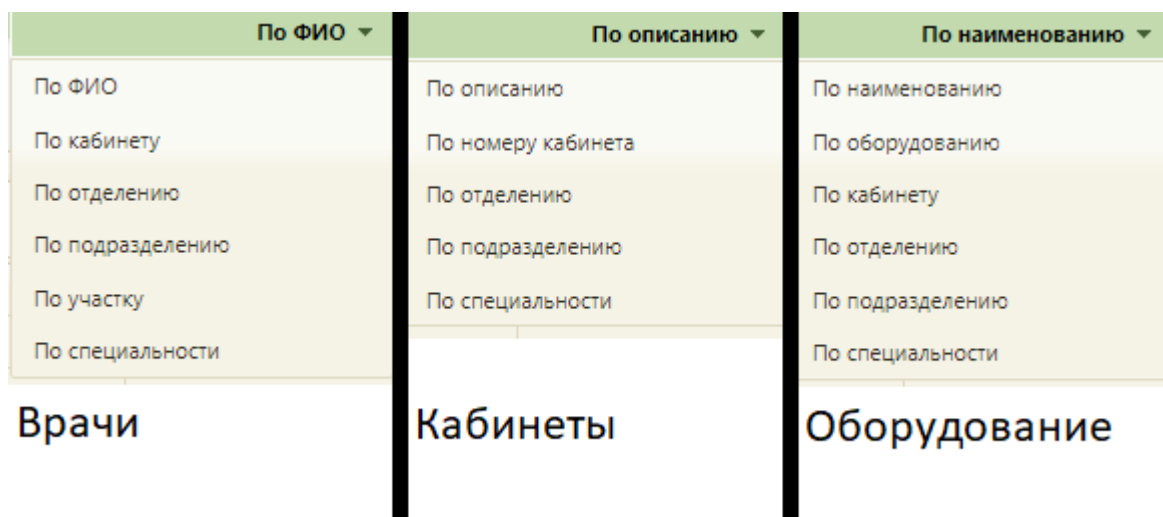 По ФИО
По ФИО
По кабинету
По отделению
По подразделению
По участку
По специальности
Врачи
По описанию
По описанию
По номеру кабинета
По отделению
По подразделению
По специальности
Кабинеты
По наименованию
По наименованию
По оборудованию
По кабинету
По отделению
По подразделению
По специальности
Оборудование